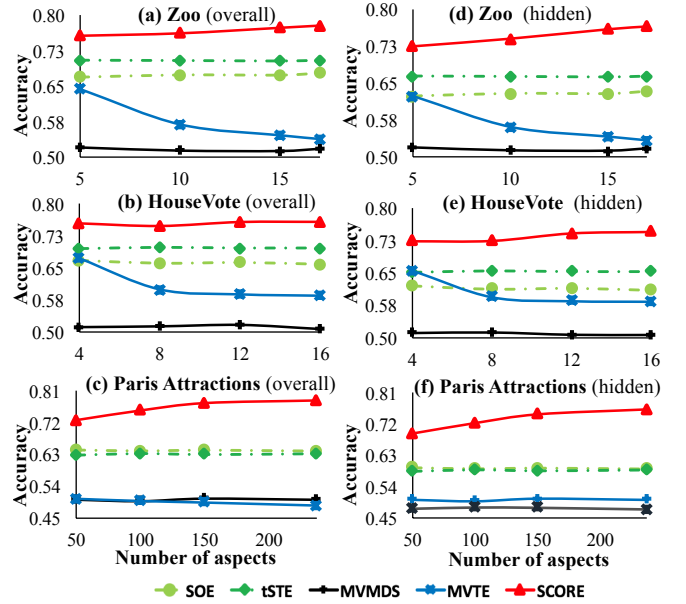 (a) Zoo (overall)
Accuracy
0.80
0.73
0.65
0.58
0.50
5 10 15
(d) Zoo (hidden)
Accuracy
0.80
0.73
0.65
0.58
0.50
5 10 15
(b) HouseVote (overall)
Accuracy
0.80
0.73
0.65
0.58
0.50
4 8 12 16
(e) HouseVote (hidden)
Accuracy
0.80
0.73
0.65
0.58
0.50
4 8 12 16
(c) Paris Attractions (overall)
Accuracy
0.81
0.72
0.63
0.54
0.45
50 100 150 200
Number of aspects
(f) Paris Attractions (hidden)
Accuracy
0.81
0.72
0.63
0.54
0.45
50 100 150 200
Number of aspects
SOE tSTE MVMDS MVTE SCORE